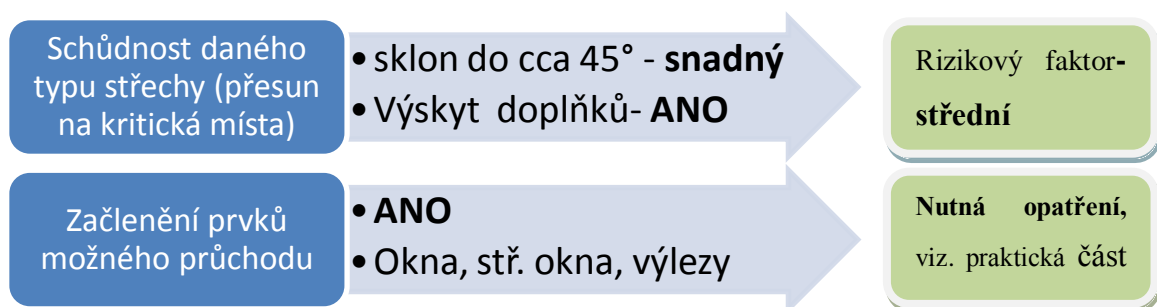 Schůdnost daného
typu střechy (přesun
na kritická místa)
• sklon do cca 45° - snadný
• Výskyt doplňků- ANO
Rizikový faktor-
střední
Začlenění prvků
možného průchodu
• ANO
• Okna, stř. okna, výlezy
Nutná opatření,
viz. praktická část